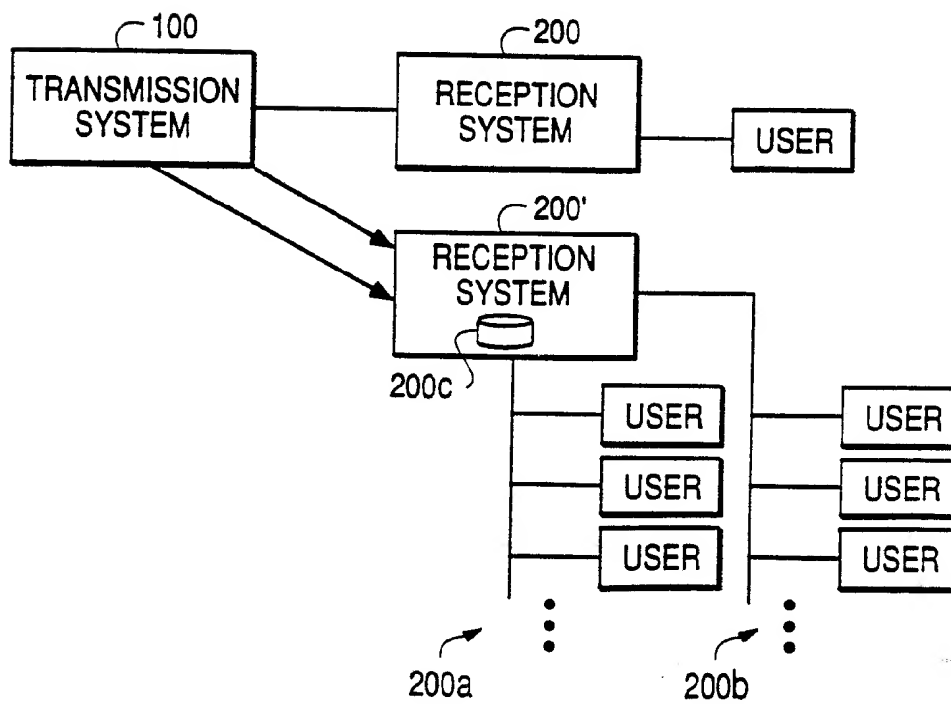 100
TRANSMISSION
SYSTEM
200
RECEPTION
SYSTEM
USER
200'
RECEPTION
SYSTEM
200c
USER
USER
USER
USER
USER
USER
200a
200b